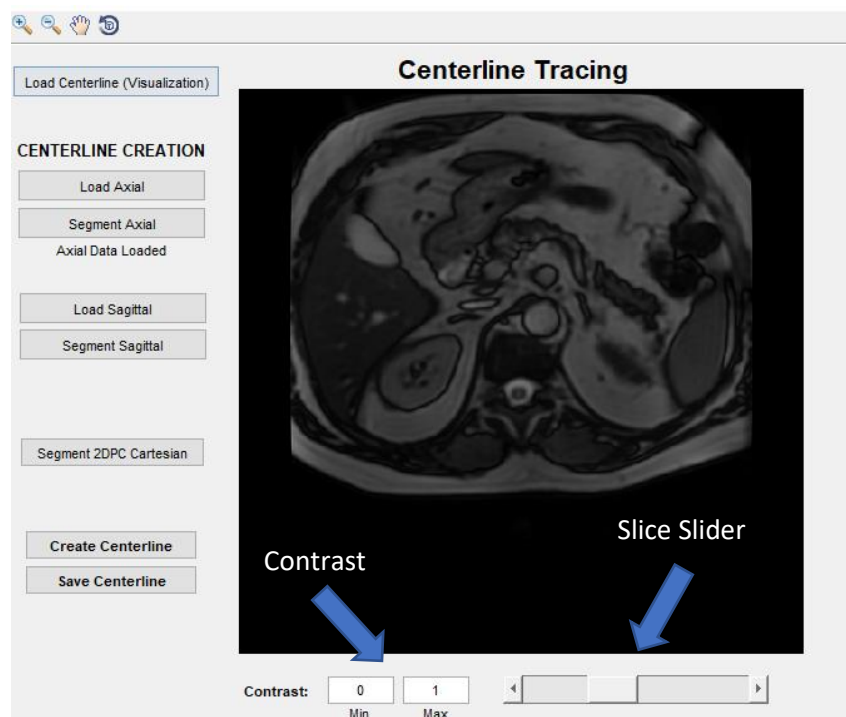 Centerline Tracing
Load Centerline (Visualization)
CENTERLINE CREATION
Load Axial
Segment Axial
Axial Data Loaded
Load Sagittal
Segment Sagittal
Segment 2DPC Cartesian
Create Centerline
Save Centerline
Contrast
Slice Slider
Contrast: 0 1
Min Max